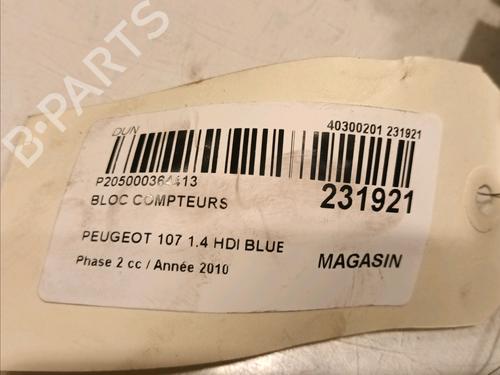 B-PARTS
DUN
40300201 231921
P205000364413
231921
BLOC COMPTEURS
PEUGEOT 107 1.4 HDI BLUE
MAGASIN
Phase 2 cc / Année 2010